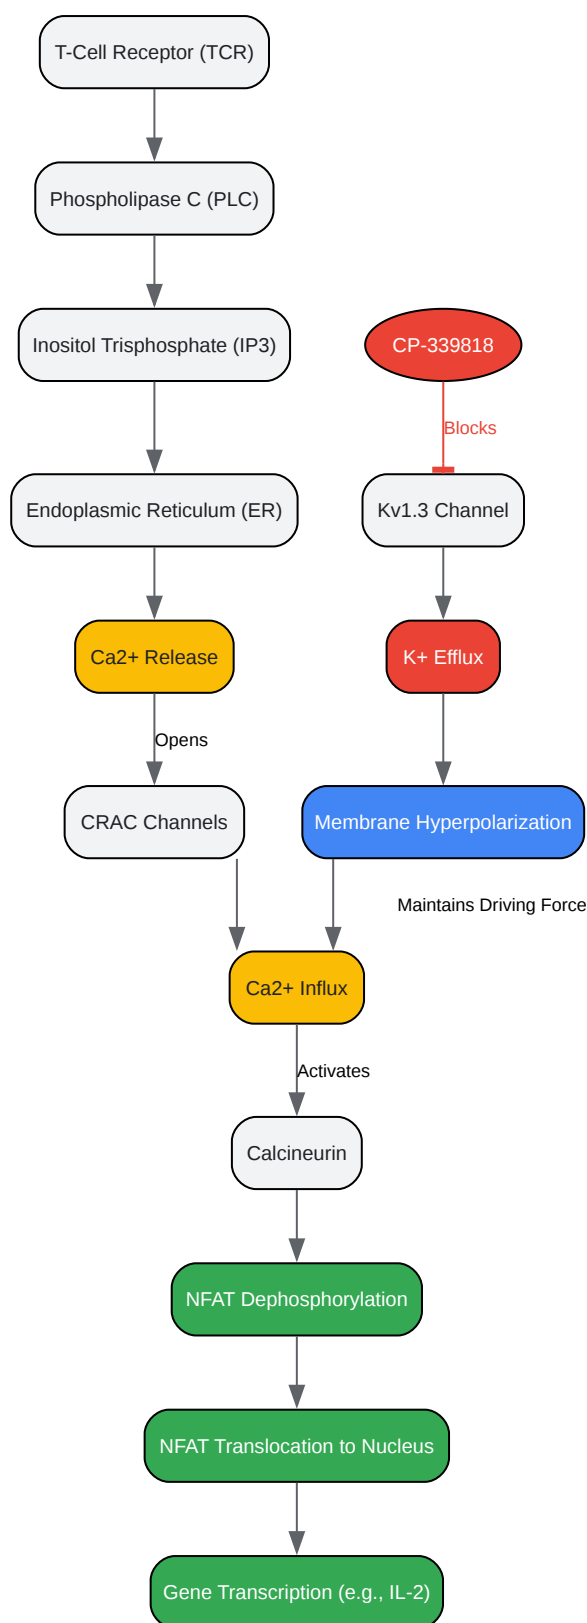 T-Cell Receptor (TCR)
Phospholipase C (PLC)
Inositol Trisphosphate (IP3)
CP-339818
Blocks
Endoplasmic Reticulum (ER)
Kv1.3 Channel
Ca2+ Release
K+ Efflux
Opens
CRAC Channels
Membrane Hyperpolarization
Maintains Driving Force
Ca2+ Influx
Activates
Calcineurin
NFAT Dephosphorylation
NFAT Translocation to Nucleus
Gene Transcription (e.g., IL-2)